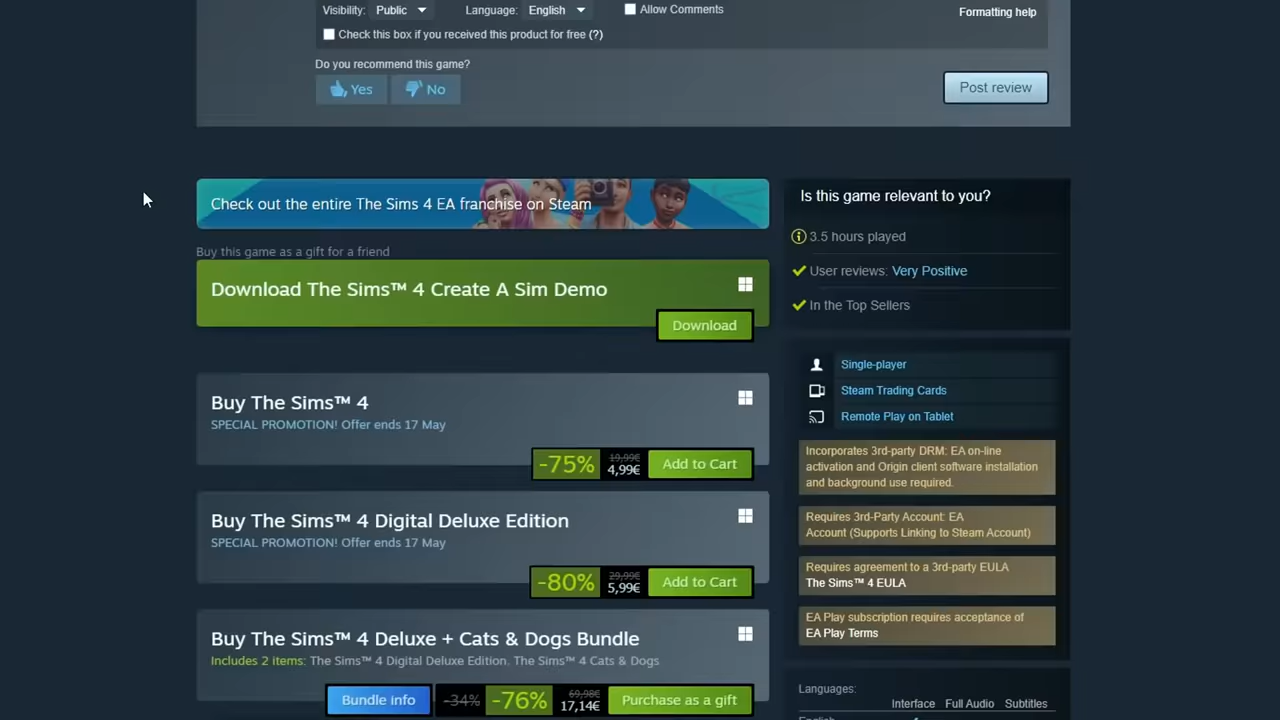 Visibility: Public Language: English Allow Comments
Formatting help
Check this box if you received this product for free (?)
Do you recommend this game?
Yes No
Post review
Check out the entire The Sims 4 EA franchise on Steam
Buy this game as a gift for a friend
Download The Sims™ 4 Create A Sim Demo
Download
Buy The Sims™ 4
SPECIAL PROMOTION! Offer ends 17 May
-75% 19,99€ 4,99€ Add to Cart
Buy The Sims™ 4 Digital Deluxe Edition
SPECIAL PROMOTION! Offer ends 17 May
-80% 29,99€ 5,99€ Add to Cart
Buy The Sims™ 4 Deluxe + Cats & Dogs Bundle
Includes 2 items: The Sims™ 4 Digital Deluxe Edition, The Sims™ 4 Cats & Dogs
Bundle info -34% -76% 69,98€ 17,14€ Purchase as a gift
Is this game relevant to you?
3.5 hours played
User reviews: Very Positive
In the Top Sellers
Single-player
Steam Trading Cards
Remote Play on Tablet
Incorporates 3rd-party DRM: EA on-line
activation and Origin client software installation
and background use required.
Requires 3rd-Party Account: EA
Account (Supports Linking to Steam Account)
Requires agreement to a 3rd-party EULA
The Sims™ 4 EULA
EA Play subscription requires acceptance of
EA Play Terms
Languages:
Interface Full Audio Subtitles